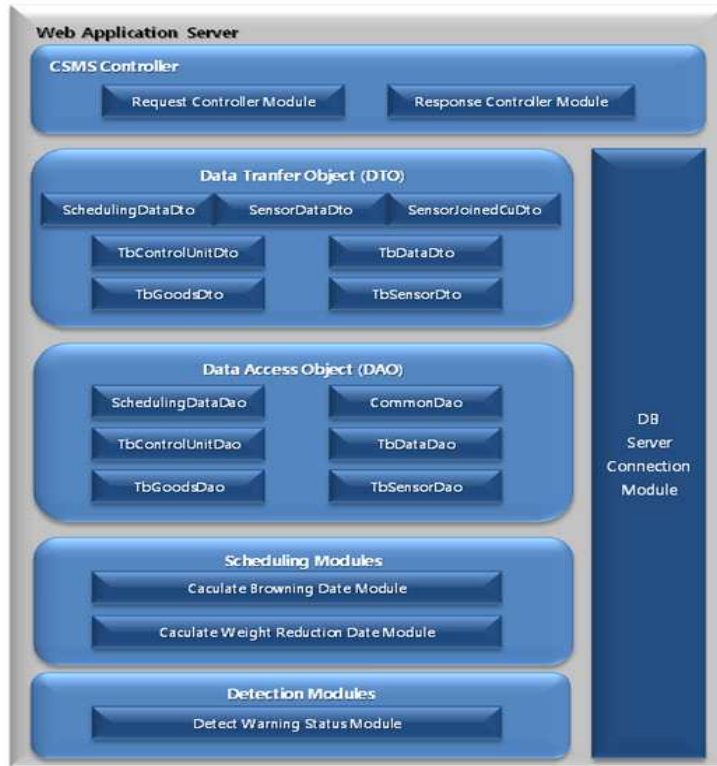 Web Application Server
CSMS Controller
Request Controller Module
Response Controller Module
Data Tranfer Object (DTO)
SchedulingDataDto
SensorDataDto
SensorJoinedCuDto
TbControlUnitDto
TbDataDto
TbGoodsDto
TbSensorDto
Data Access Object (DAO)
SchedulingDataDao
CommonDao
TbControlUnitDao
TbDataDao
TbGoodsDao
TbSensorDao
Scheduling Modules
Caculate Browning Date Module
Caculate Weight Reduction Date Module
Detection Modules
Detect Warning Status Module
DB
Server
Connection
Module